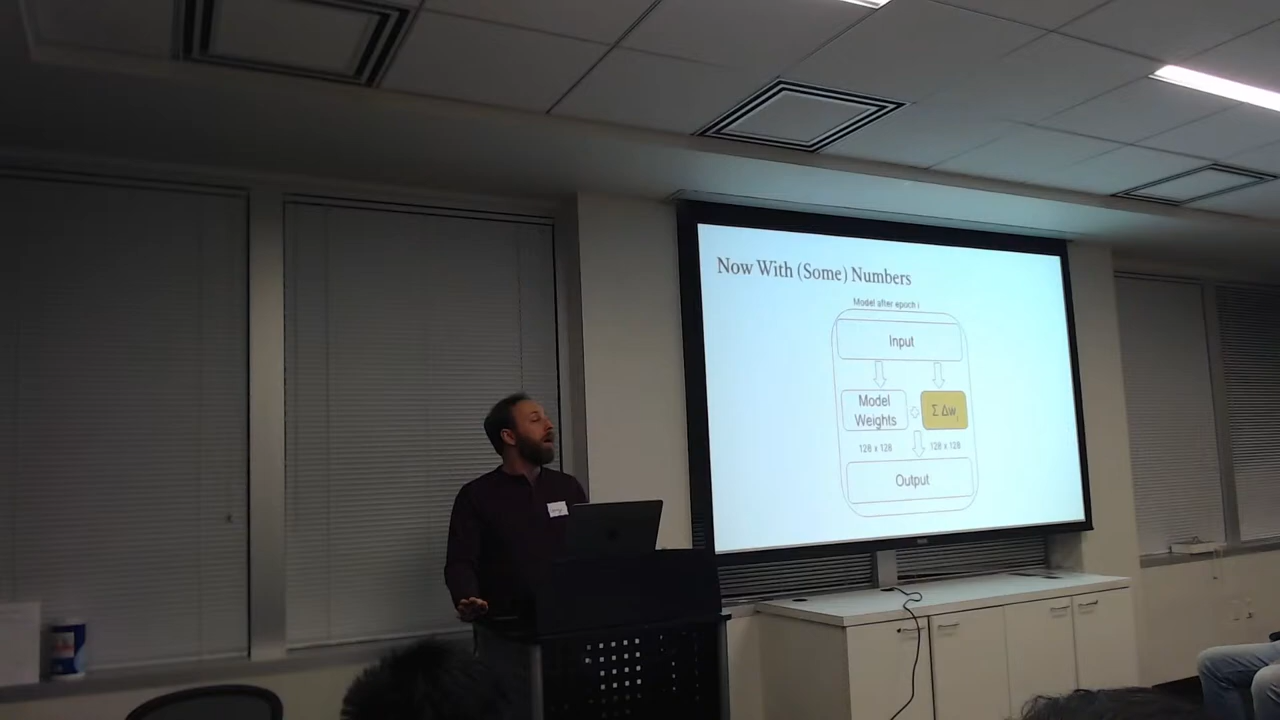 Now With (Some) Numbers
Model after epoch i
Input
Model
Weights
Σ Δwᵢ
128 x 128
128 x 128
Output